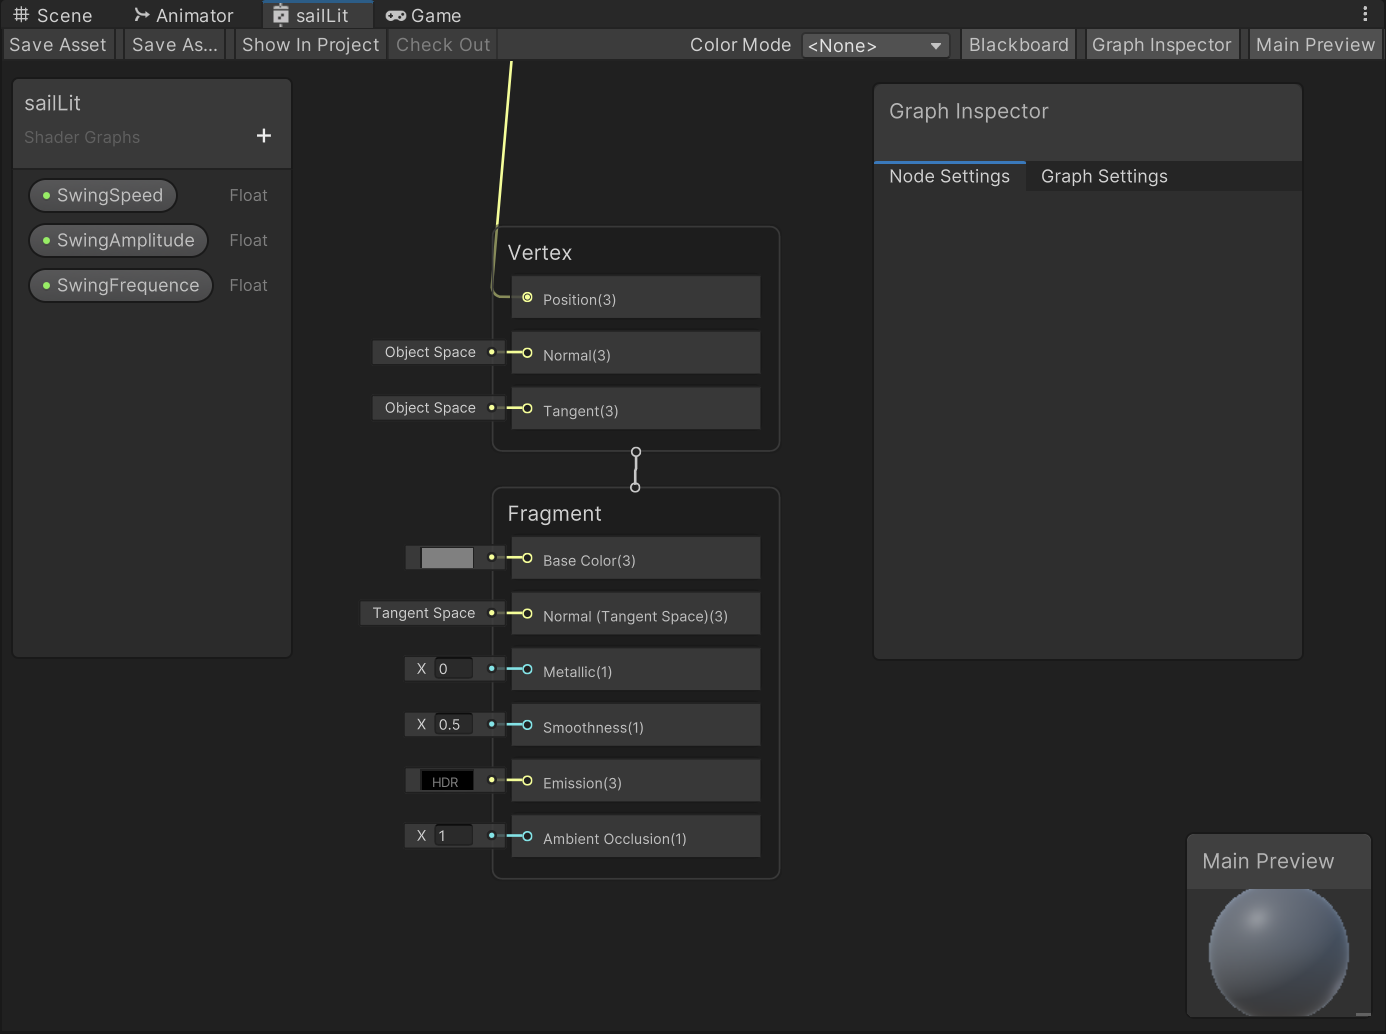 Scene Animator sailLit Game
Save Asset Save As... Show In Project Check Out Color Mode <None> Blackboard Graph Inspector Main Preview
sailLit
Shader Graphs
+
SwingSpeed Float
SwingAmplitude Float
SwingFrequence Float
Vertex
Position(3)
Object Space Normal(3)
Object Space Tangent(3)
Fragment
Base Color(3)
Tangent Space Normal (Tangent Space)(3)
X 0 Metallic(1)
X 0.5 Smoothness(1)
HDR Emission(3)
X 1 Ambient Occlusion(1)
Graph Inspector
Node Settings Graph Settings
Main Preview